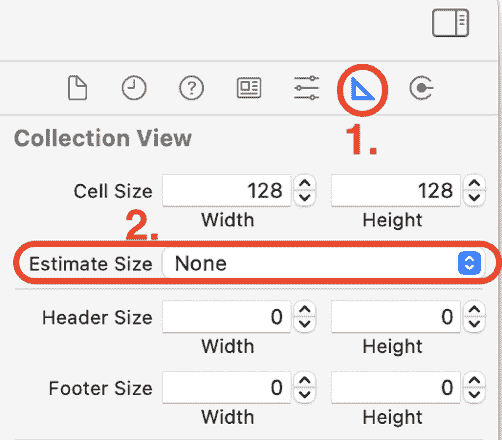 1.
Collection View
Cell Size 128 128
Width Height
2.
Estimate Size None
Header Size 0 0
Width Height
Footer Size 0 0
Width Height